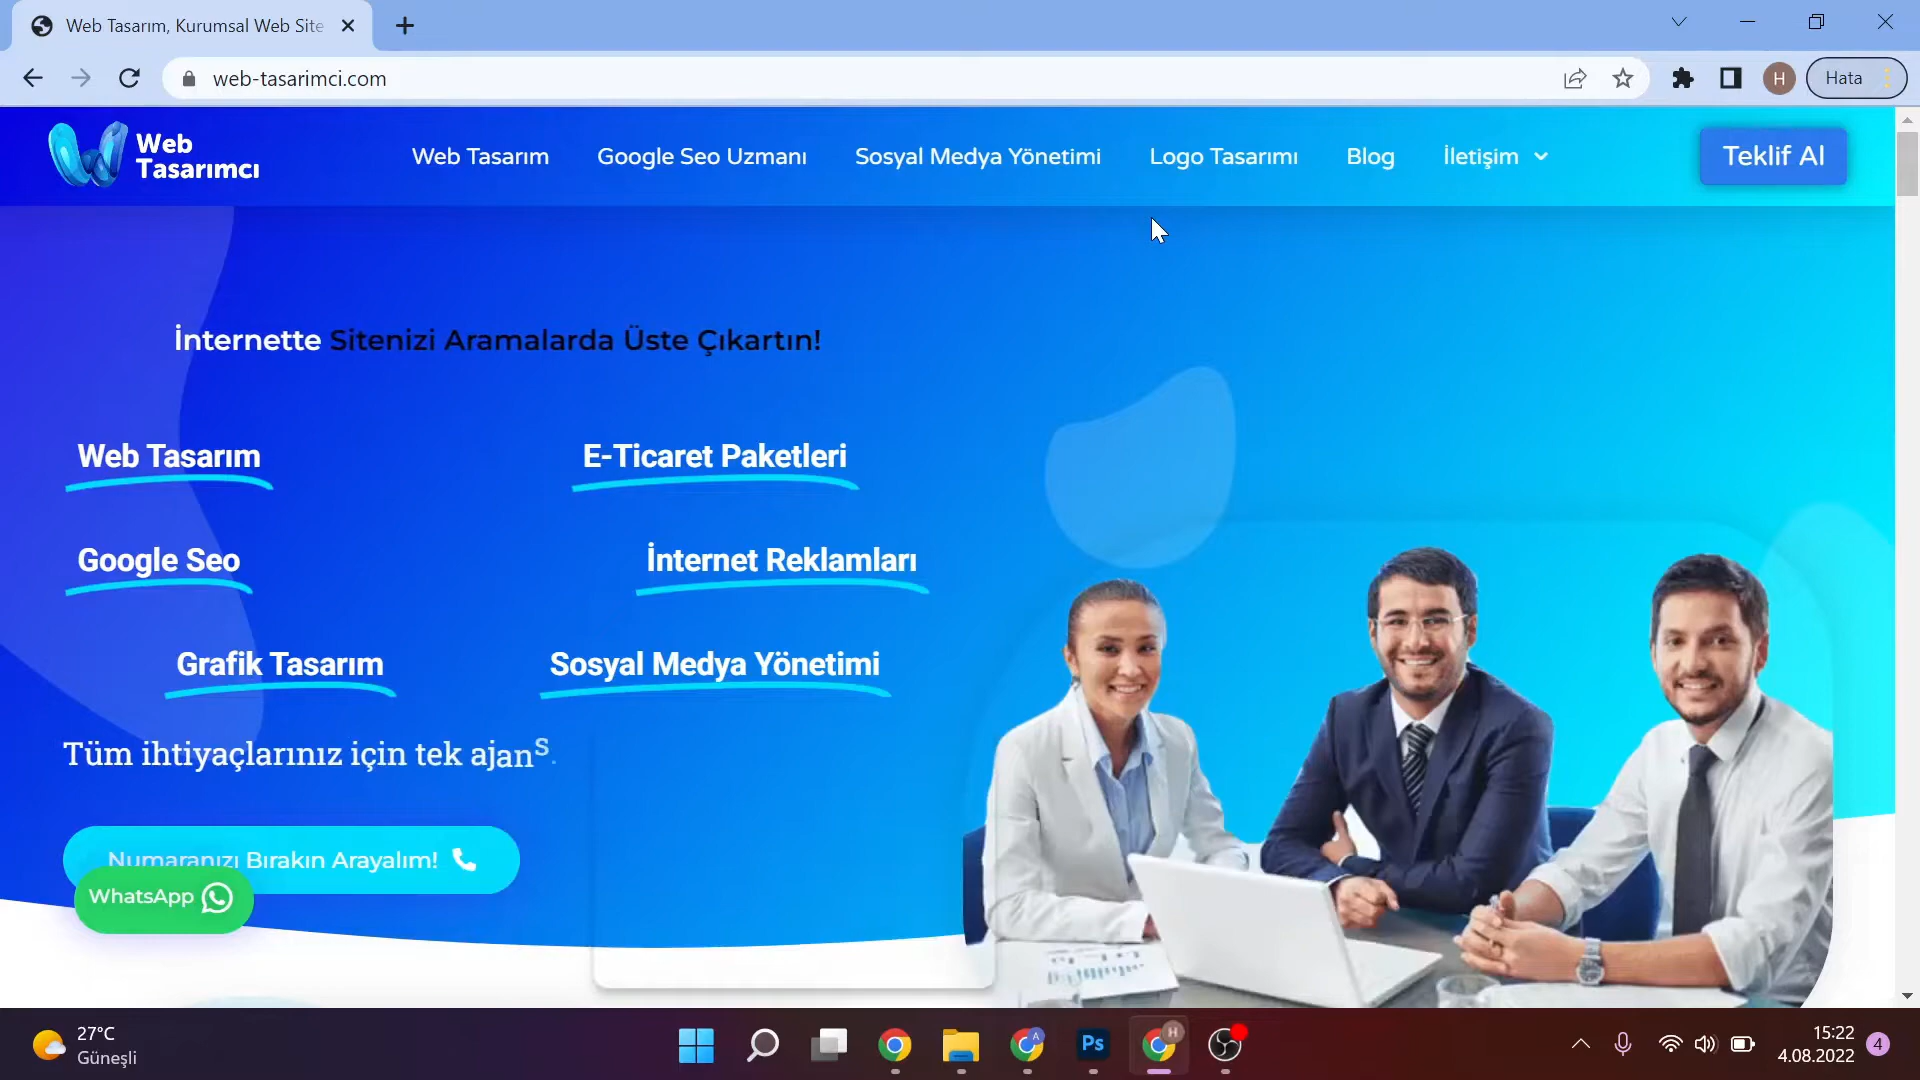 Web Tasarım, Kurumsal Web Site
web-tasarimci.com
H
Hata
Web
Tasarımcı
Web Tasarım
Google Seo Uzmanı
Sosyal Medya Yönetimi
Logo Tasarımı
Blog
İletişim
Teklif Al
İnternette Sitenizi Aramalarda Üste Çıkartın!
Web Tasarım
E-Ticaret Paketleri
Google Seo
İnternet Reklamları
Grafik Tasarım
Sosyal Medya Yönetimi
Tüm ihtiyaçlarınız için tek ajans.
Numaranızı Bırakın Arayalım!
WhatsApp
27°C
Güneşli
A
Ps
H
15:22
4.08.2022
4